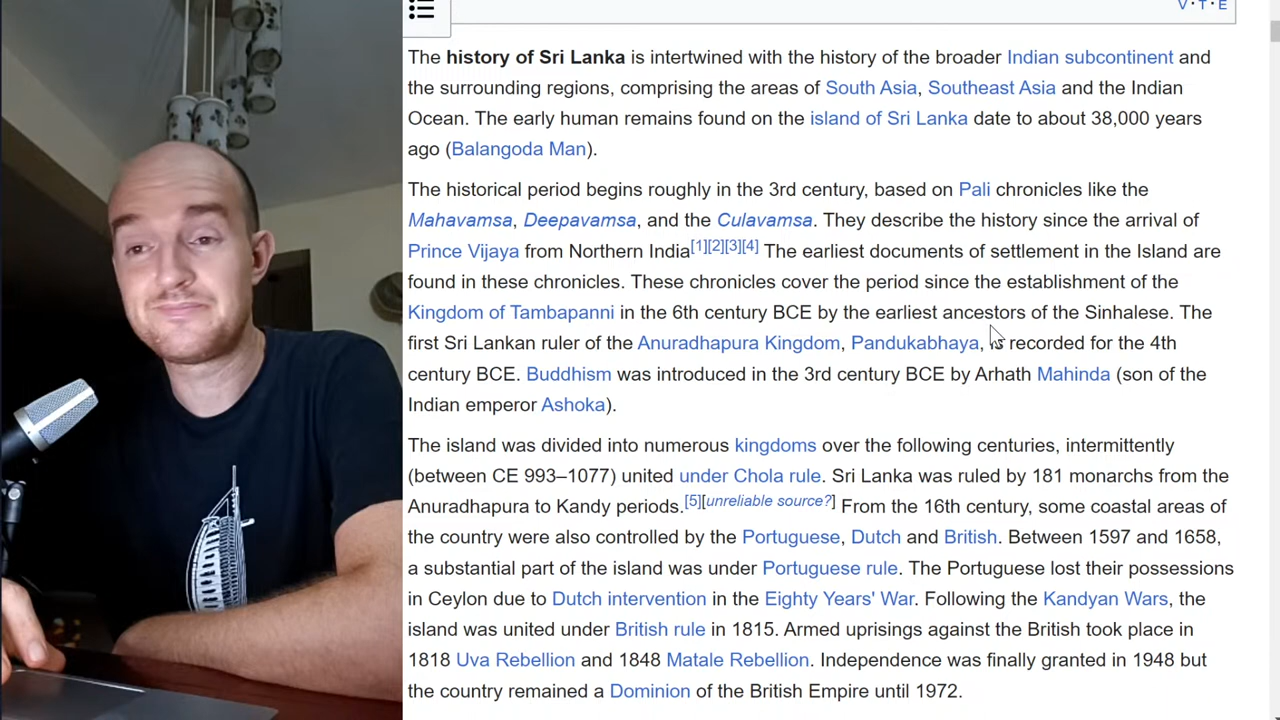 V · T · E
The history of Sri Lanka is intertwined with the history of the broader Indian subcontinent and
the surrounding regions, comprising the areas of South Asia, Southeast Asia and the Indian
Ocean. The early human remains found on the island of Sri Lanka date to about 38,000 years
ago (Balangoda Man).
The historical period begins roughly in the 3rd century, based on Pali chronicles like the
Mahavamsa, Deepavamsa, and the Culavamsa. They describe the history since the arrival of
Prince Vijaya from Northern India[1][2][3][4] The earliest documents of settlement in the Island are
found in these chronicles. These chronicles cover the period since the establishment of the
Kingdom of Tambapanni in the 6th century BCE by the earliest ancestors of the Sinhalese. The
first Sri Lankan ruler of the Anuradhapura Kingdom, Pandukabhaya, is recorded for the 4th
century BCE. Buddhism was introduced in the 3rd century BCE by Arhath Mahinda (son of the
Indian emperor Ashoka).
The island was divided into numerous kingdoms over the following centuries, intermittently
(between CE 993–1077) united under Chola rule. Sri Lanka was ruled by 181 monarchs from the
Anuradhapura to Kandy periods.[5][unreliable source?] From the 16th century, some coastal areas of
the country were also controlled by the Portuguese, Dutch and British. Between 1597 and 1658,
a substantial part of the island was under Portuguese rule. The Portuguese lost their possessions
in Ceylon due to Dutch intervention in the Eighty Years' War. Following the Kandyan Wars, the
island was united under British rule in 1815. Armed uprisings against the British took place in
1818 Uva Rebellion and 1848 Matale Rebellion. Independence was finally granted in 1948 but
the country remained a Dominion of the British Empire until 1972.